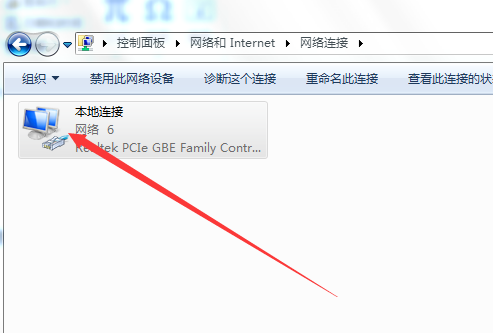 控制面板 ▸ 网络和 Internet ▸ 网络连接 ▸
组织 禁用此网络设备 诊断这个连接 重命名此连接 查看此连接的状
本地连接
网络 6
Realtek PCIe GBE Family Contr...